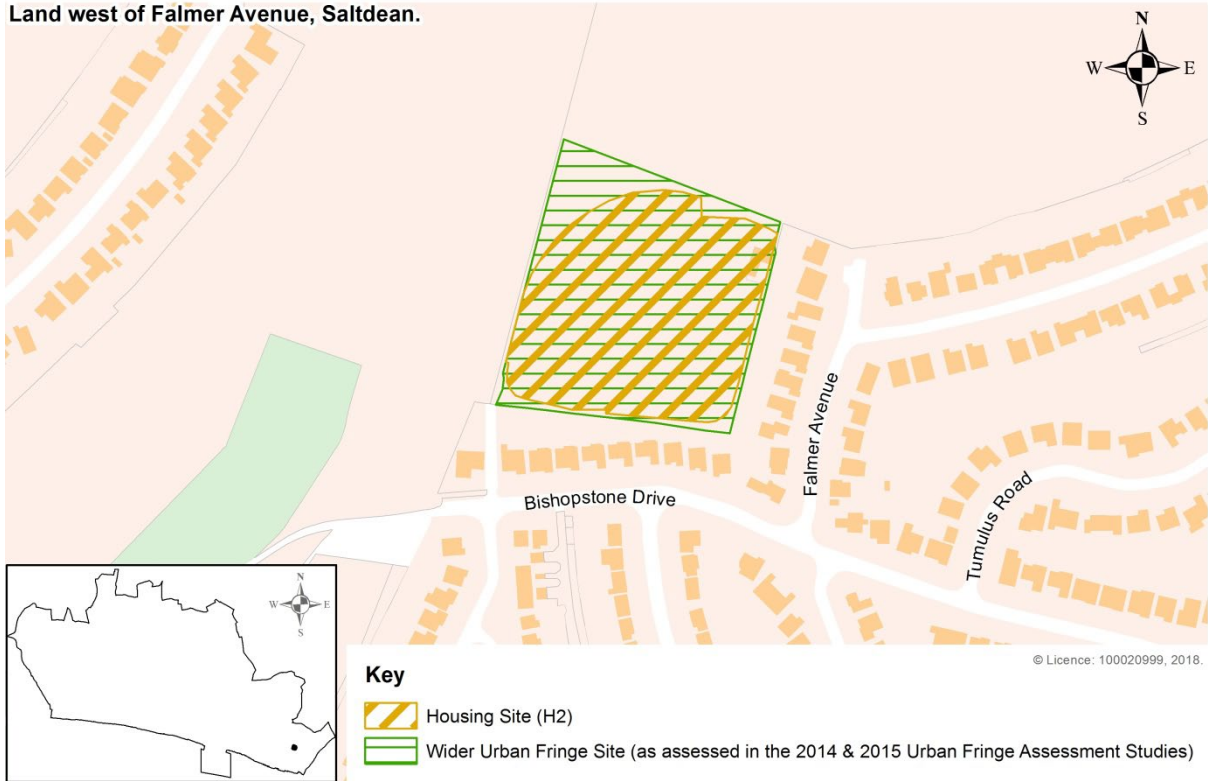 Land west of Falmer Avenue, Saltdean.
N
W E
S
Falmer Avenue
Bishopstone Drive
Tumulus Road
N
W E
S
© Licence: 100020999, 2018.
Key
Housing Site (H2)
Wider Urban Fringe Site (as assessed in the 2014 & 2015 Urban Fringe Assessment Studies)